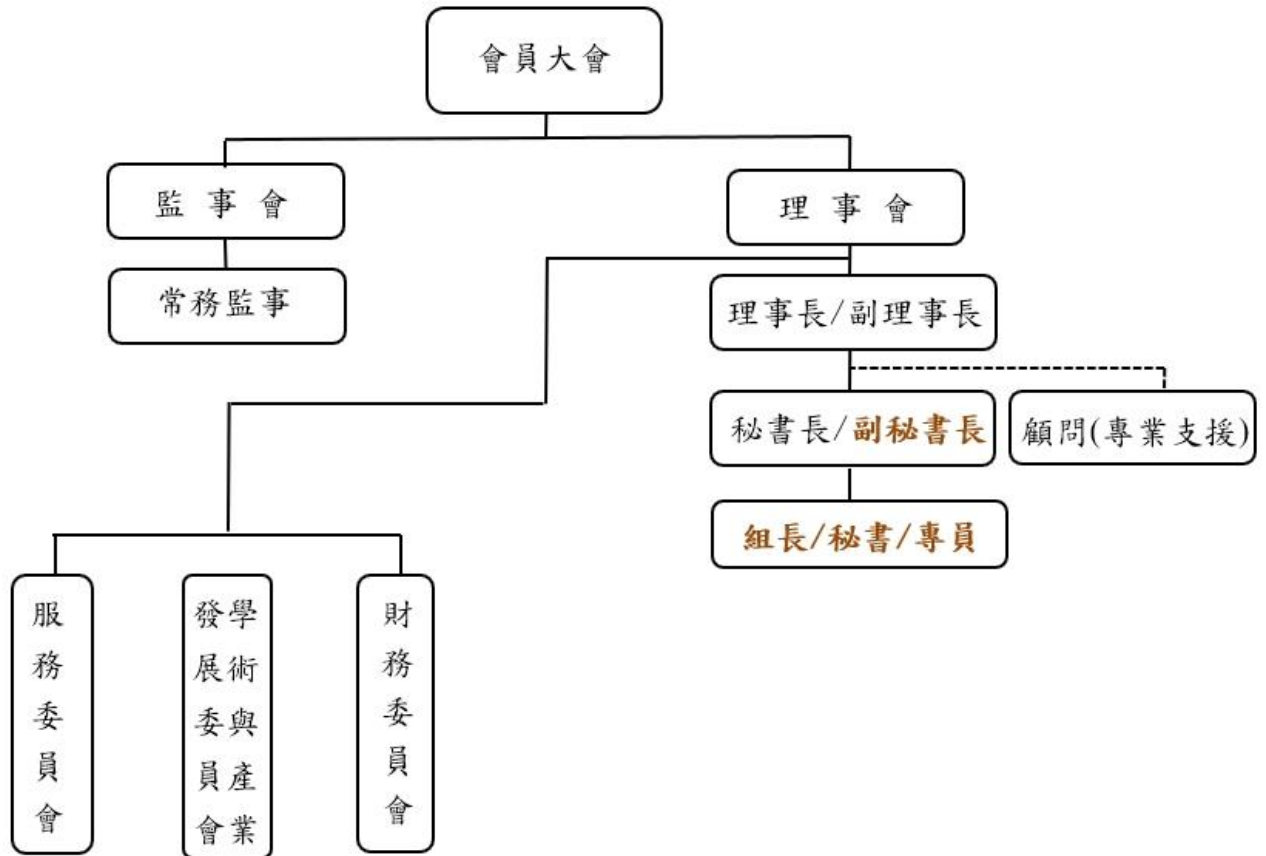 會員大會
監事會
理事會
常務監事
理事長/副理事長
秘書長/副秘書長
顧問(專業支援)
組長/秘書/專員
服務委員會
學術與產業
發展委員會
財務委員會